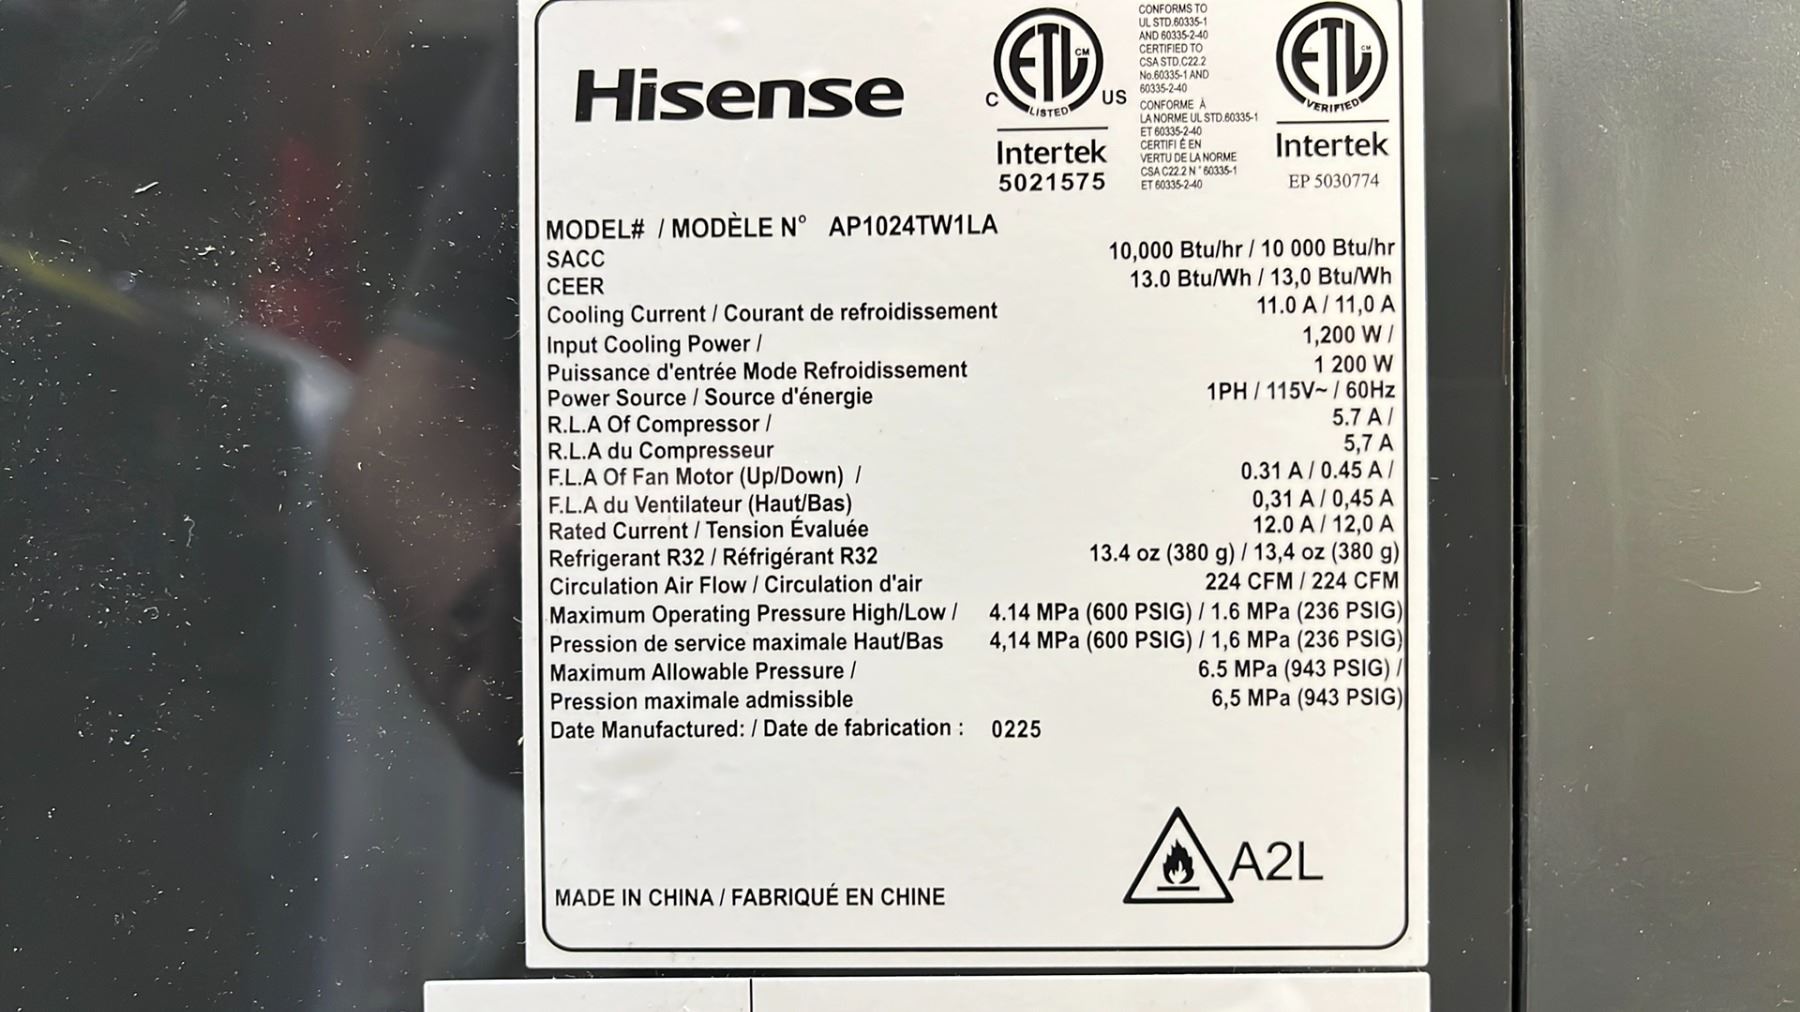 Hisense
ETL CM
LISTED
C US
Intertek
5021575
CONFORMS TO
UL STD.60335-1
AND 60335-2-40
CERTIFIED TO
CSA STD.C22.2
No.60335-1 AND
60335-2-40
CONFORME À
LA NORME UL STD.60335-1
ET 60335-2-40
CERTIFI É EN
VERTU DE LA NORME
CSA C22.2 N ° 60335-1
ET 60335-2-40
ETL CM
VERIFIED
Intertek
EP 5030774
MODEL# / MODÈLE N° AP1024TW1LA
SACC 10,000 Btu/hr / 10 000 Btu/hr
CEER 13.0 Btu/Wh / 13,0 Btu/Wh
Cooling Current / Courant de refroidissement 11.0 A / 11,0 A
Input Cooling Power / 1,200 W /
Puissance d'entrée Mode Refroidissement 1 200 W
Power Source / Source d'énergie 1PH / 115V~ / 60Hz
R.L.A Of Compressor / 5.7 A /
R.L.A du Compresseur 5,7 A
F.L.A Of Fan Motor (Up/Down) / 0.31 A / 0.45 A /
F.L.A du Ventilateur (Haut/Bas) 0,31 A / 0,45 A
Rated Current / Tension Évaluée 12.0 A / 12,0 A
Refrigerant R32 / Réfrigérant R32 13.4 oz (380 g) / 13,4 oz (380 g)
Circulation Air Flow / Circulation d'air 224 CFM / 224 CFM
Maximum Operating Pressure High/Low / 4.14 MPa (600 PSIG) / 1.6 MPa (236 PSIG)
Pression de service maximale Haut/Bas 4,14 MPa (600 PSIG) / 1,6 MPa (236 PSIG)
Maximum Allowable Pressure / 6.5 MPa (943 PSIG) /
Pression maximale admissible 6,5 MPa (943 PSIG)
Date Manufactured: / Date de fabrication : 0225
A2L
MADE IN CHINA / FABRIQUÉ EN CHINE